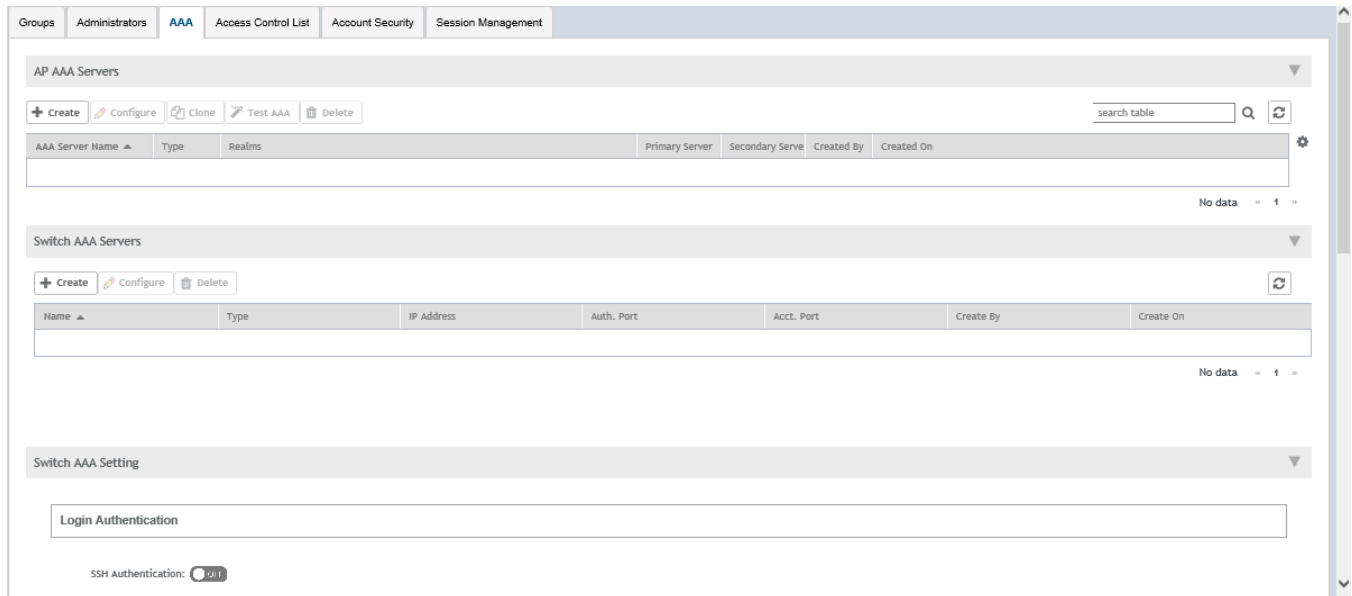 Groups Administrators AAA Access Control List Account Security Session Management
AP AAA Servers
Create Configure Clone Test AAA Delete search table
AAA Server Name Type Realms Primary Server Secondary Serve Created By Created On
No data « 1 »
Switch AAA Servers
Create Configure Delete
Name Type IP Address Auth. Port Acct. Port Create By Create On
No data « 1 »
Switch AAA Setting
Login Authentication
SSH Authentication: OFF